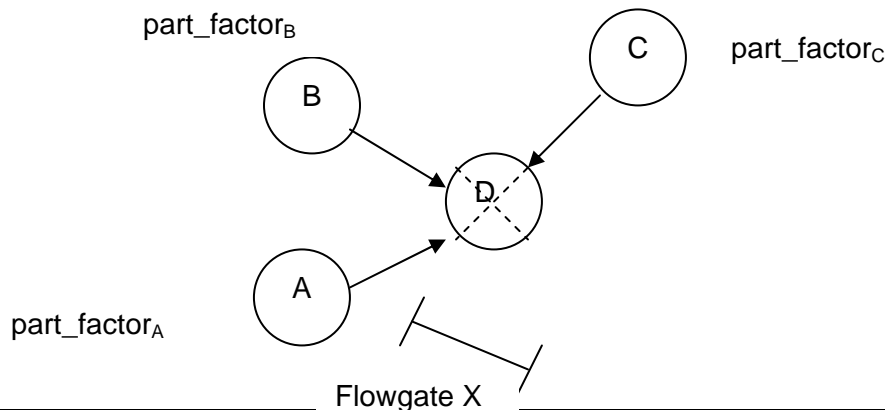 part_factorB
B
C
part_factorC
D
A
part_factorA
Flowgate X